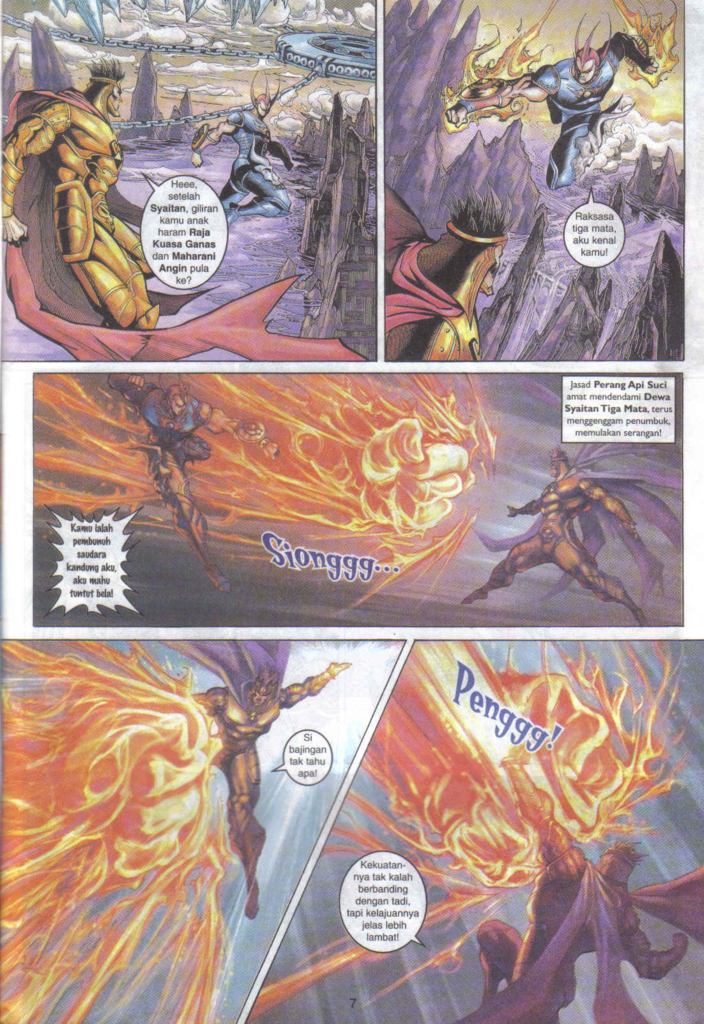 Heee,
setelah
Syaitan, giliran
kamu anak
haram Raja
Kuasa Ganas
dan Maharani
Angin pula
ke?
Raksasa
tiga mata,
aku kenal
kamu!
Jasad Perang Api Suci
amat mendendami Dewa
Syaitan Tiga Mata, terus
menggenggam penumbuk,
memulakan serangan!
Kamu ialah
pembunuh
saudara
kandung aku,
aku mahu
tuntut bela!
Sionggg...
Si
bajingan
tak tahu
apa!
Penggg!
Kekuatan-
nya tak kalah
berbanding
dengan tadi,
tapi kelajuannya
jelas lebih
lambat!
7